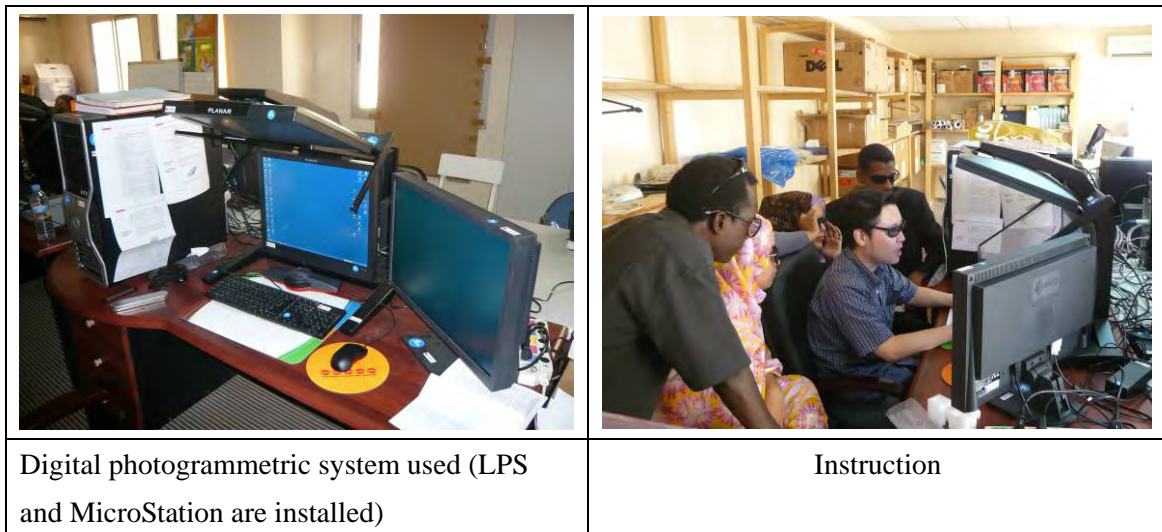 PLANAR
DELL
Digital photogrammetric system used (LPS
and MicroStation are installed)
Instruction